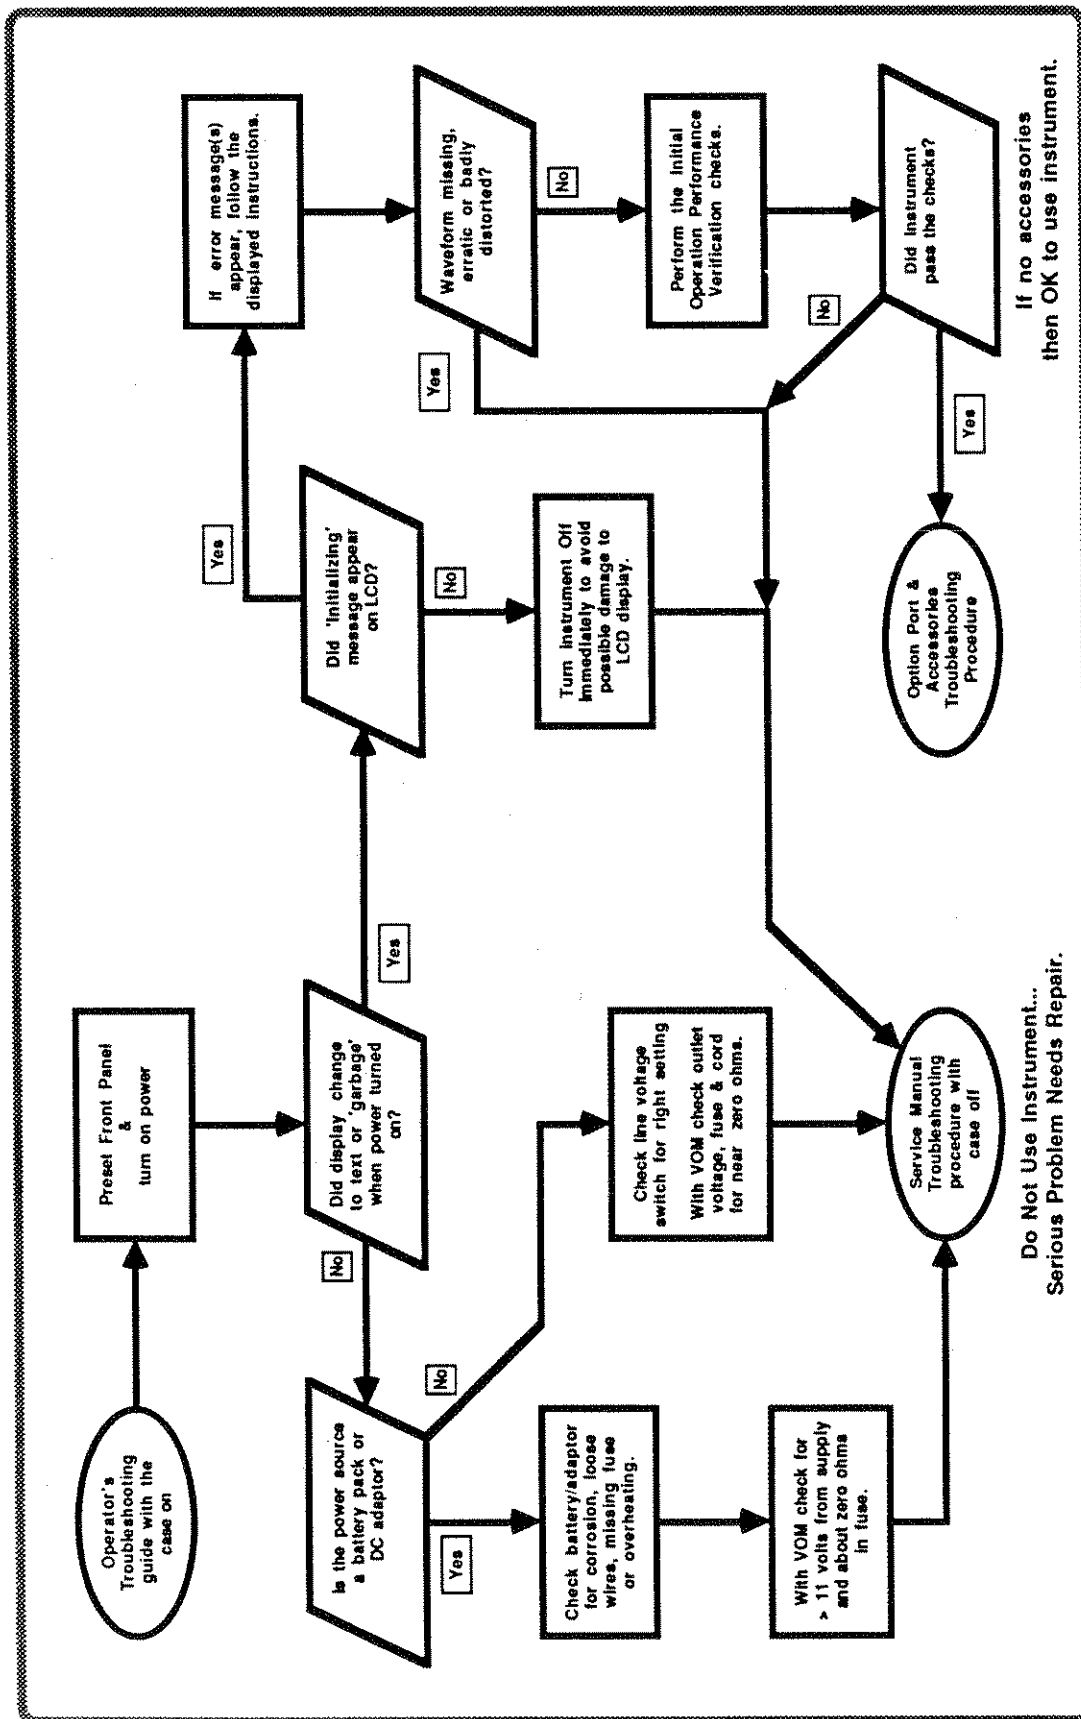 Operator's
Troubleshooting
guide with the
case on
Preset Front Panel
&
turn on power
If error message(s)
appear, follow the
displayed instructions.
Is the power source
a battery pack or
DC adaptor?
No
Did display change
to text or 'garbage'
when power turned
on?
Yes
Did 'Initializing'
message appear
on LCD?
Yes
Waveform missing,
erratic or badly
distorted?
Yes
No
No
Yes
No
Check battery/adaptor
for corrosion, loose
wires, missing fuse
or overheating.
Check line voltage
switch for right setting
With VOM check outlet
voltage, fuse & cord
for near zero ohms.
Turn instrument Off
immediately to avoid
possible damage to
LCD display.
Perform the initial
Operation Performance
Verification checks.
With VOM check for
> 11 volts from supply
and about zero ohms
in fuse.
No
Service Manual
Troubleshooting
procedure with
case off
Option Port &
Accessories
Troubleshooting
Procedure
Yes
Did instrument
pass the checks?
Do Not Use Instrument...
Serious Problem Needs Repair.
If no accessories
then OK to use instrument.